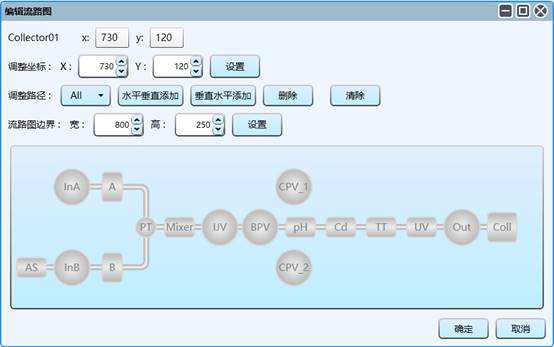 编辑流路图
Collector01 x: 730 y: 120
调整坐标： X： 730 Y： 120 设置
调整路径： All 水平垂直添加 垂直水平添加 删除 清除
流路图边界： 宽： 800 高： 250 设置
InA A CPV_1
PT Mixer IJV BPV pH Cd TT UV Out Coll
AS InB B CPV_2
确定 取消